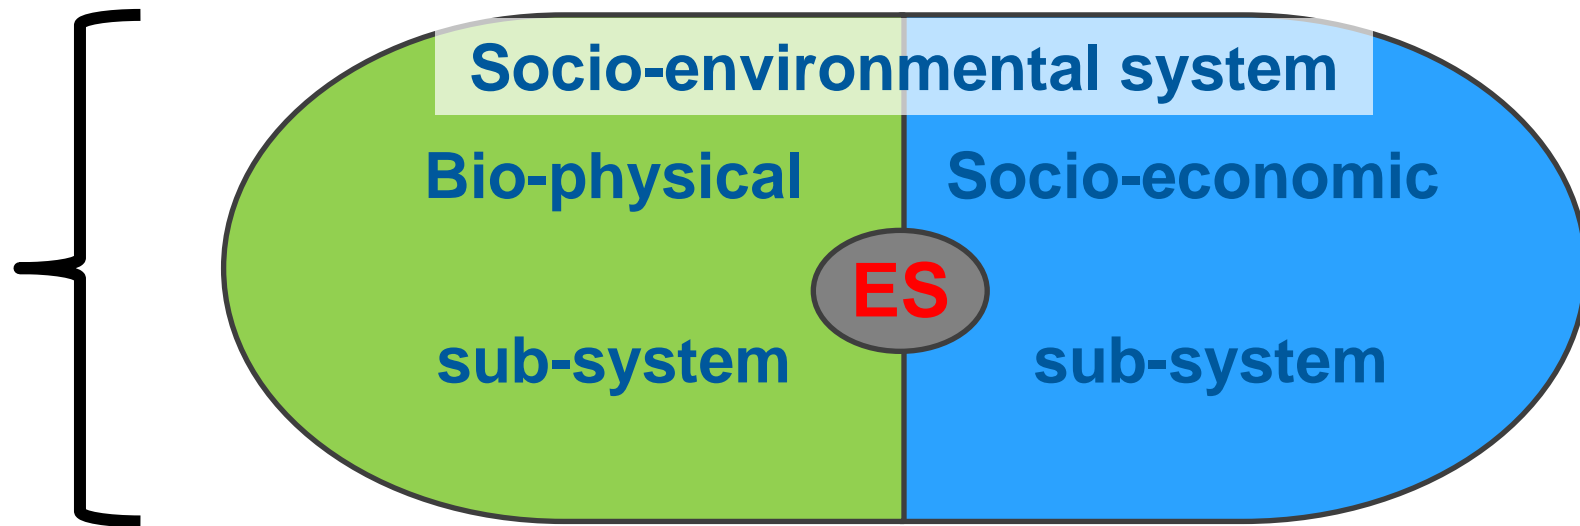 Socio-environmental system
Bio-physical
Socio-economic
ES
sub-system
sub-system